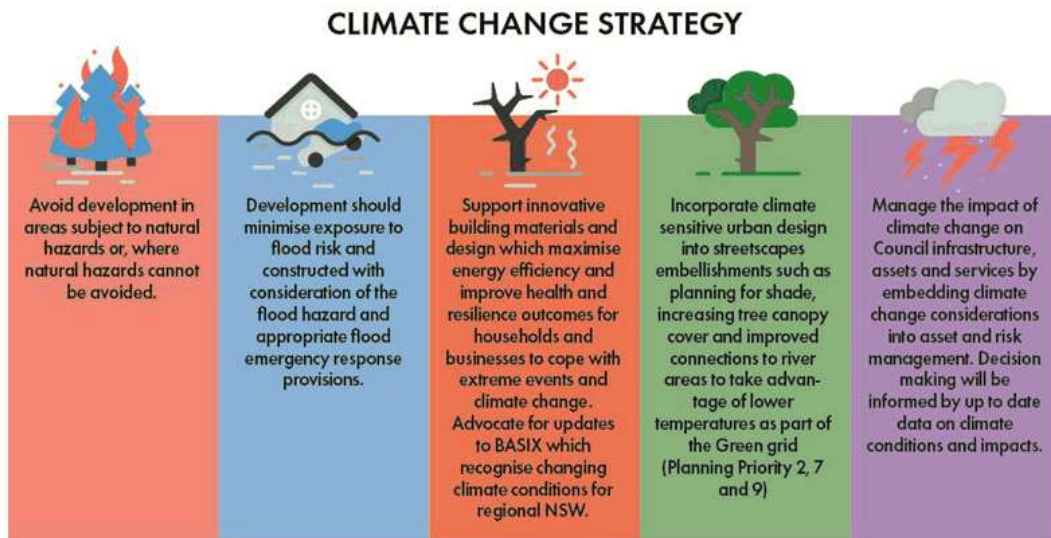 CLIMATE CHANGE STRATEGY
Avoid development in
areas subject to natural
hazards or, where
natural hazards cannot
be avoided.
Development should
minimise exposure to
flood risk and
constructed with
consideration of the
flood hazard and
appropriate flood
emergency response
provisions.
Support innovative
building materials and
design which maximise
energy efficiency and
improve health and
resilience outcomes for
households and
businesses to cope with
extreme events and
climate change.
Advocate for updates
to BASIX which
recognise changing
climate conditions for
regional NSW.
Incorporate climate
sensitive urban design
into streetscapes
embellishments such as
planning for shade,
increasing tree canopy
cover and improved
connections to river
areas to take advan-
tage of lower
temperatures as part of
the Green grid
(Planning Priority 2, 7
and 9)
Manage the impact of
climate change on
Council infrastructure,
assets and services by
embedding climate
change considerations
into asset and risk
management. Decision
making will be
informed by up to date
data on climate
conditions and impacts.